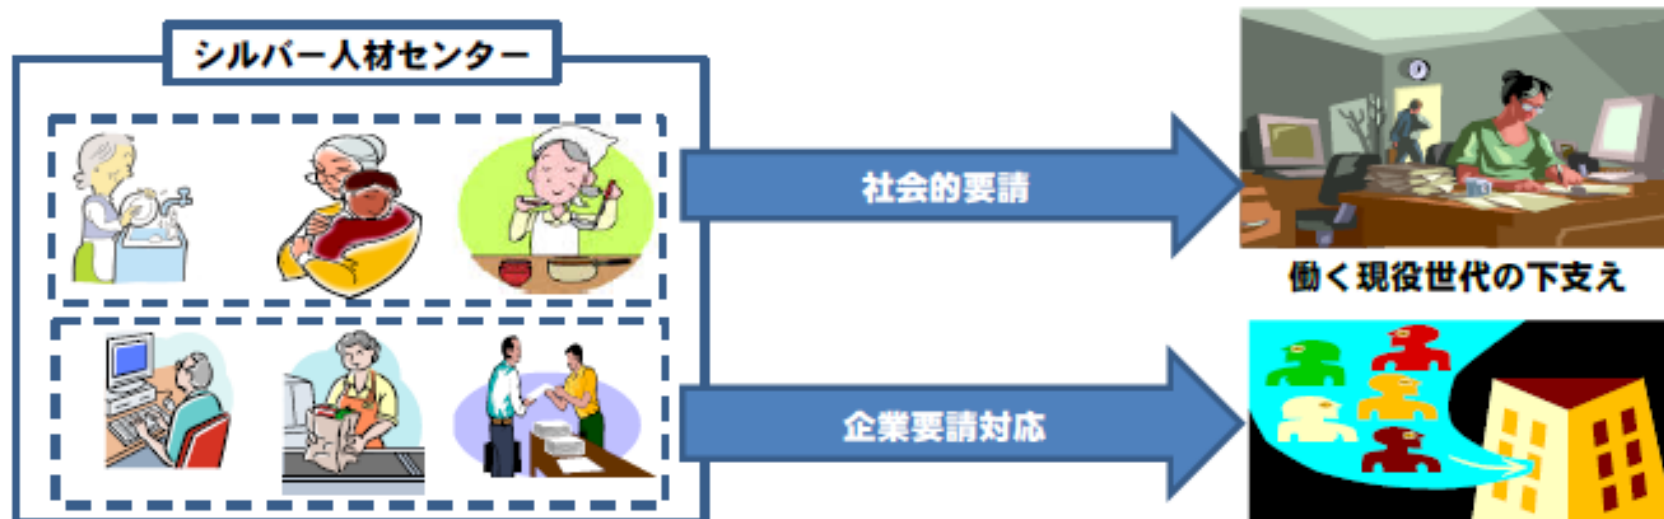 シルバー人材センター
社会的要請
働く現役世代の下支え
企業要請対応